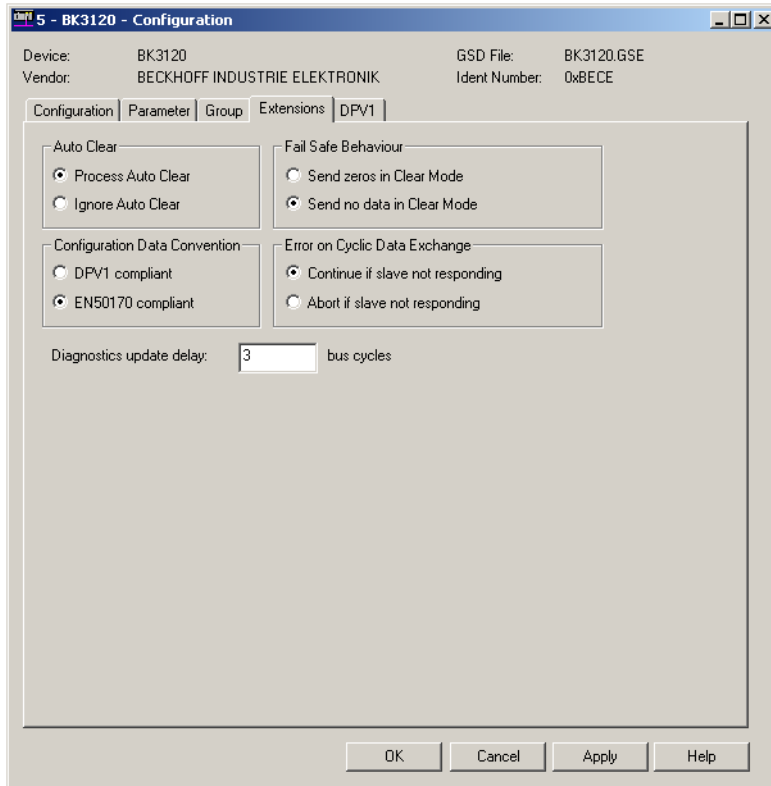 5 - BK3120 - Configuration
Device: BK3120 GSD File: BK3120.GSE
Vendor: BECKHOFF INDUSTRIE ELEKTRONIK Ident Number: 0xBECE
Configuration Parameter Group Extensions DPV1
Auto Clear
Process Auto Clear
Ignore Auto Clear
Fail Safe Behaviour
Send zeros in Clear Mode
Send no data in Clear Mode
Configuration Data Convention
DPV1 compliant
EN50170 compliant
Error on Cyclic Data Exchange
Continue if slave not responding
Abort if slave not responding
Diagnostics update delay: 3 bus cycles
OK Cancel Apply Help